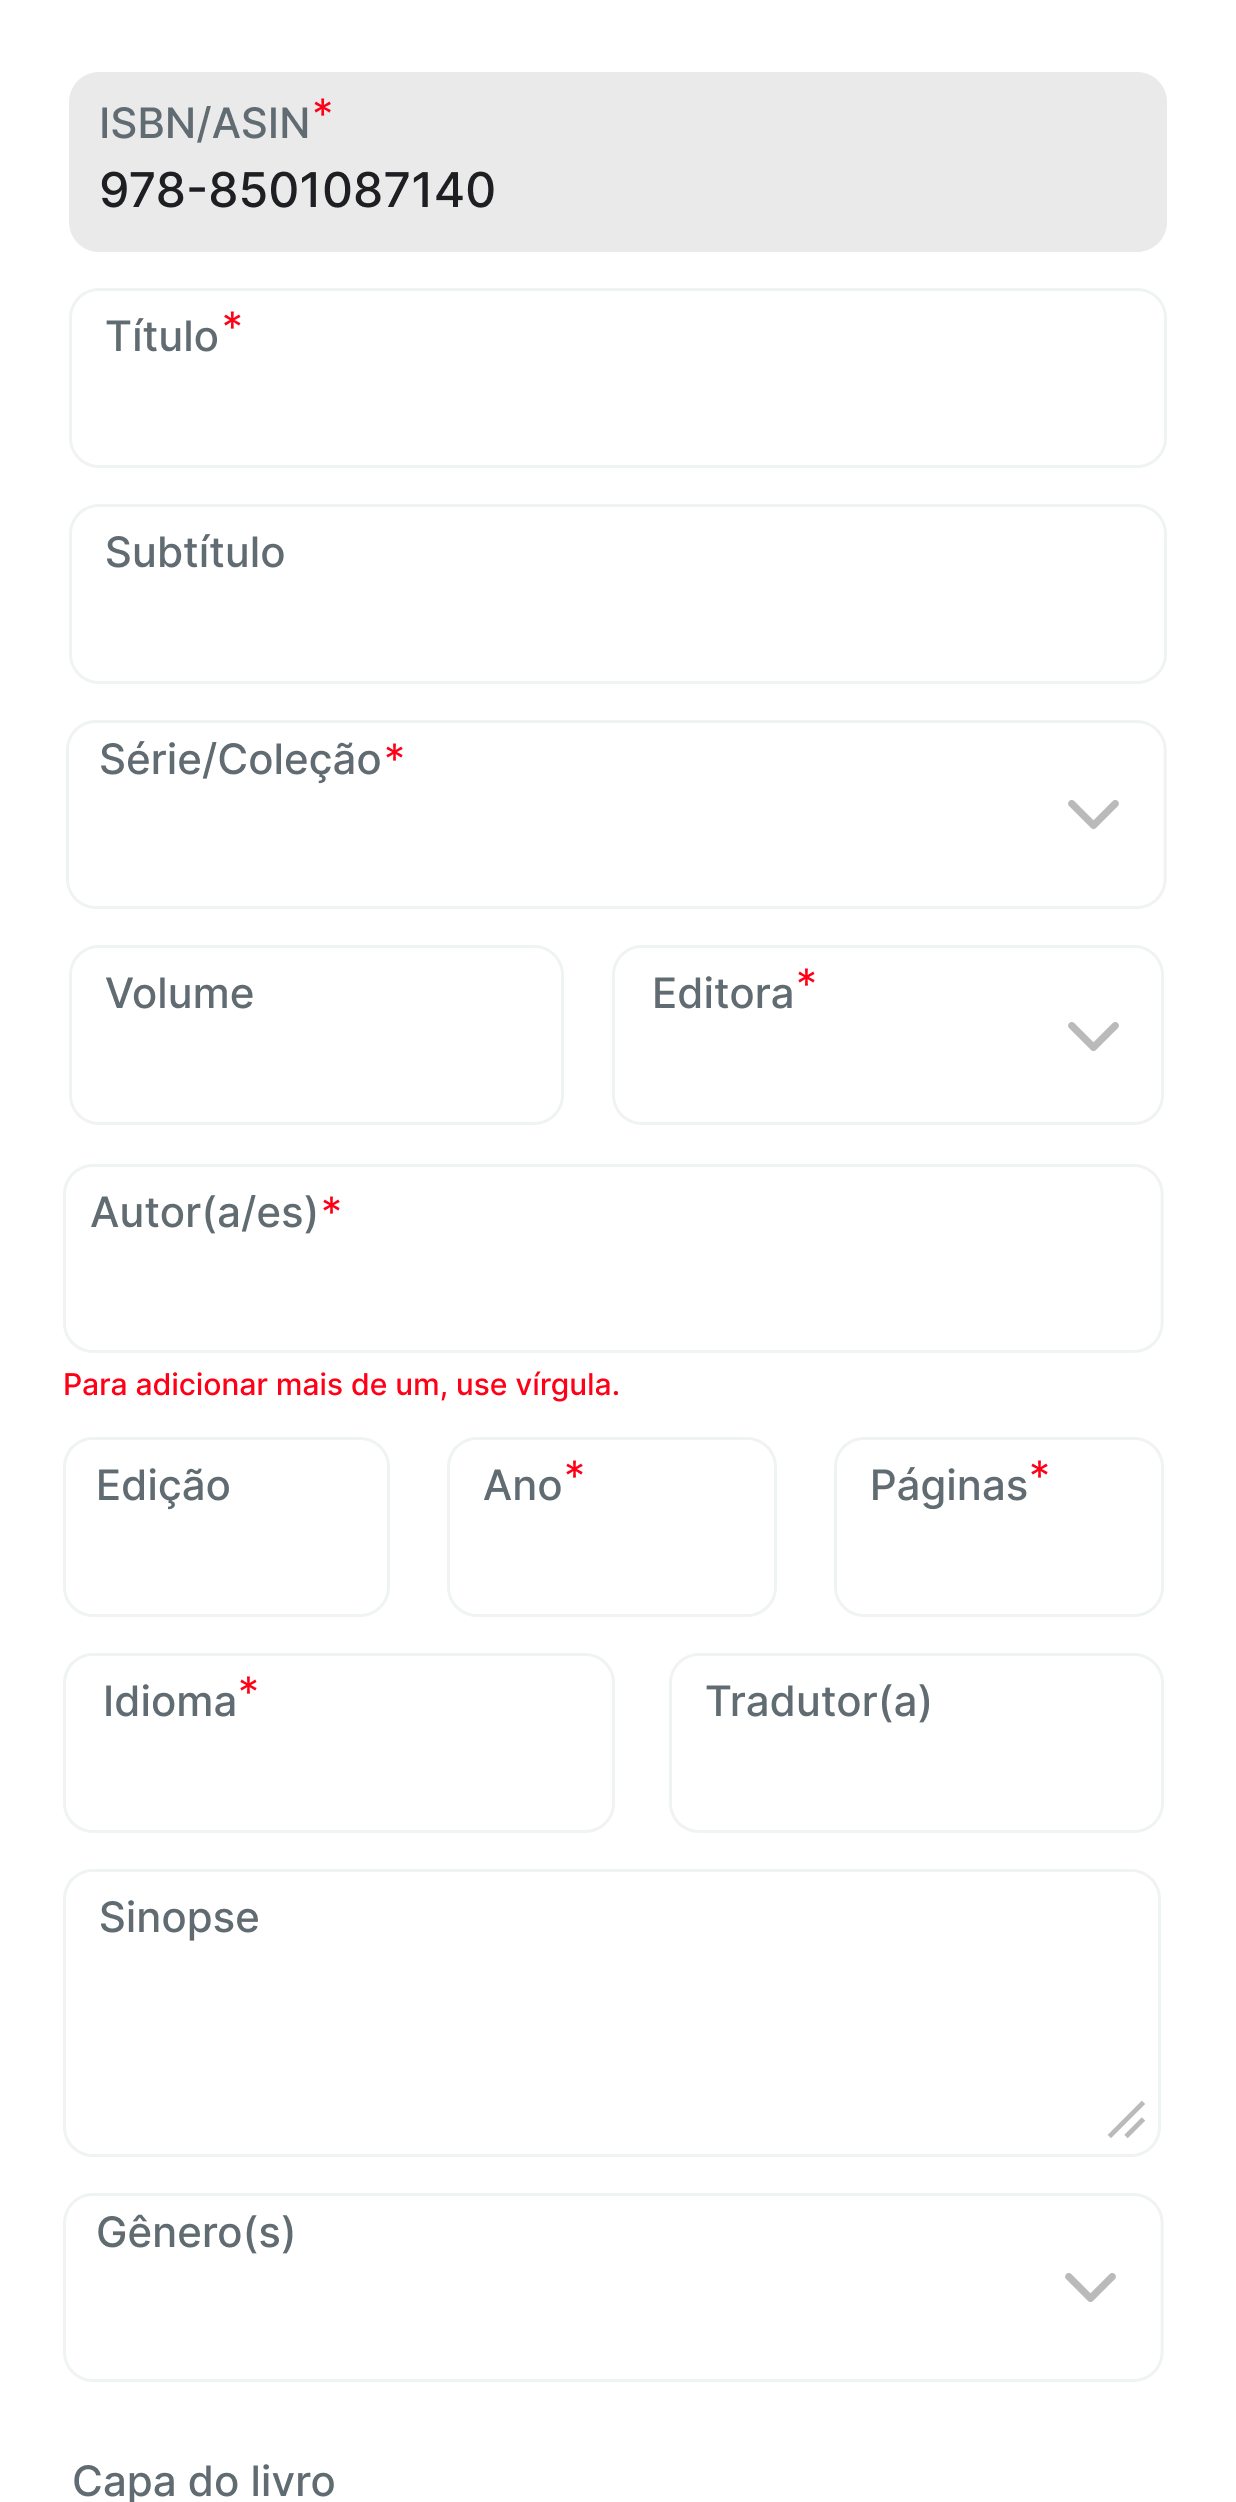 ISBN/ASIN*
978-8501087140
Título*
Subtítulo
Série/Coleção*
Volume
Editora*
Autor(a/es)*
Para adicionar mais de um, use vírgula.
Edição
Ano*
Páginas*
Idioma*
Tradutor(a)
Sinopse
Gênero(s)
Capa do livro